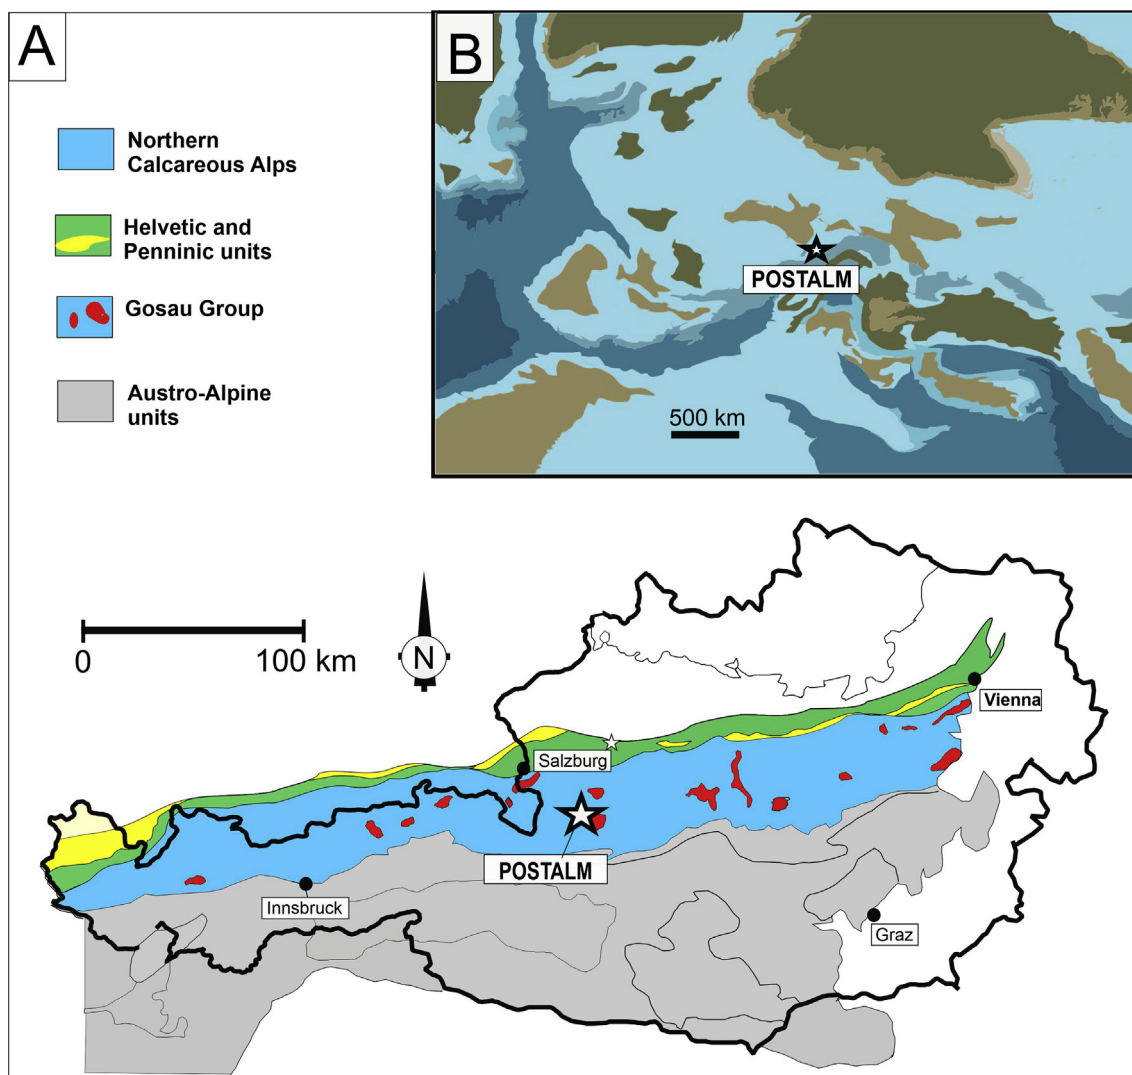 A
Northern
Calcareous Alps
Helvetic and
Penninic units
Gosau Group
Austro-Alpine
units
B
POSTALM
500 km
0
100 km
N
Vienna
Salzburg
POSTALM
Innsbruck
Graz